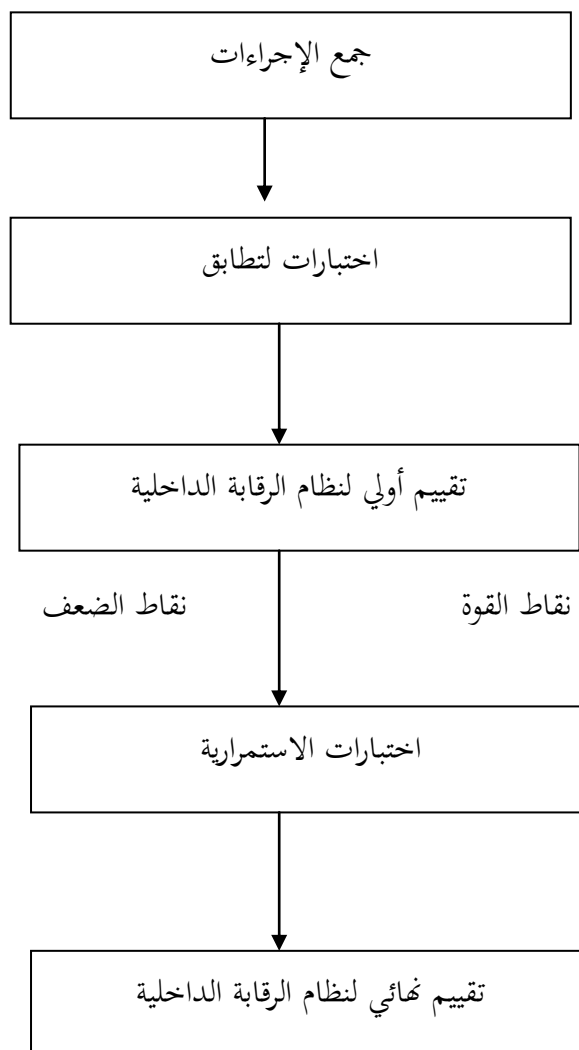 جمع الإجراءات
اختبارات لتطابق
تقييم أولي لنظام الرقابة الداخلية
نقاط القوة
نقاط الضعف
اختبارات الاستمرارية
تقييم نهائي لنظام الرقابة الداخلية